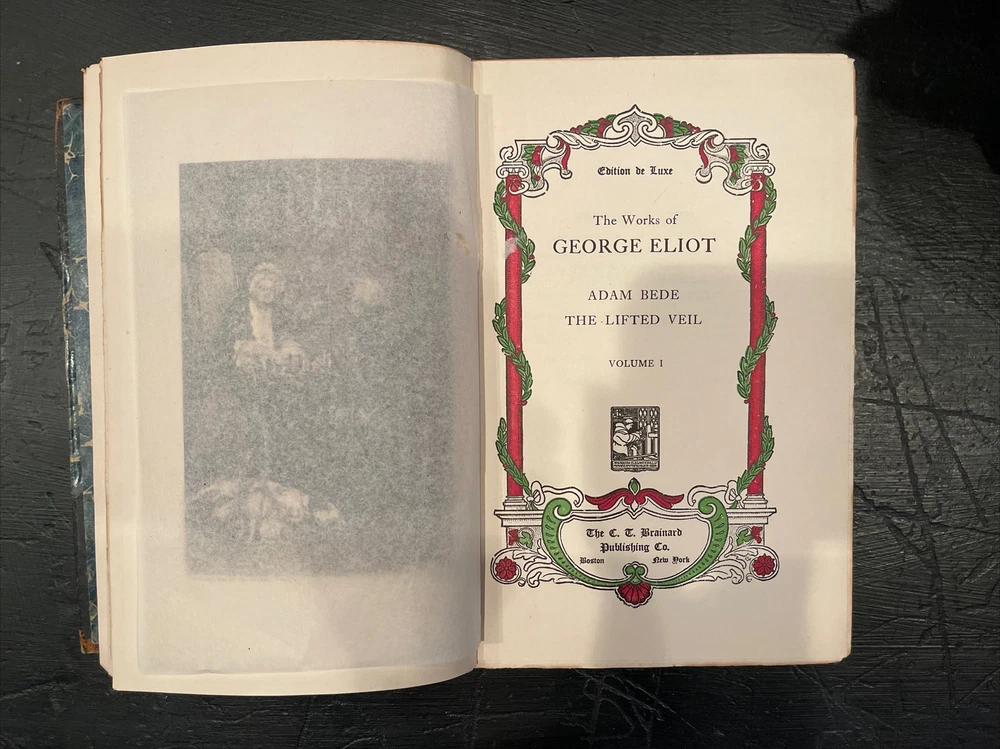 Edition de Luxe
The Works of
GEORGE ELIOT
ADAM BEDE
THE LIFTED VEIL
VOLUME I
The C. T. Brainard
Publishing Co.
Boston New York